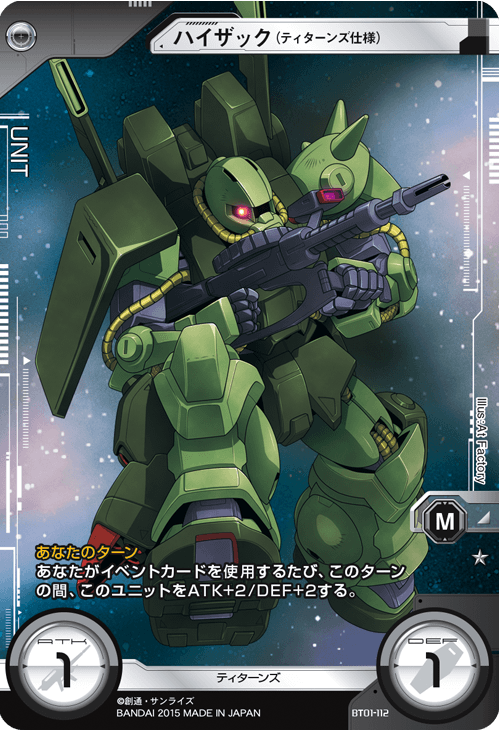 ハイザック(ティターンズ仕様)
UNIT
Illus:At Factory
M
あなたのターン
あなたがイベントカードを使用するたび、このターン
の間、このユニットをATK+2/DEF+2する。
ATK
1
DEF
1
ティターンズ
©創通・サンライズ
BANDAI 2015 MADE IN JAPAN
BT01-112